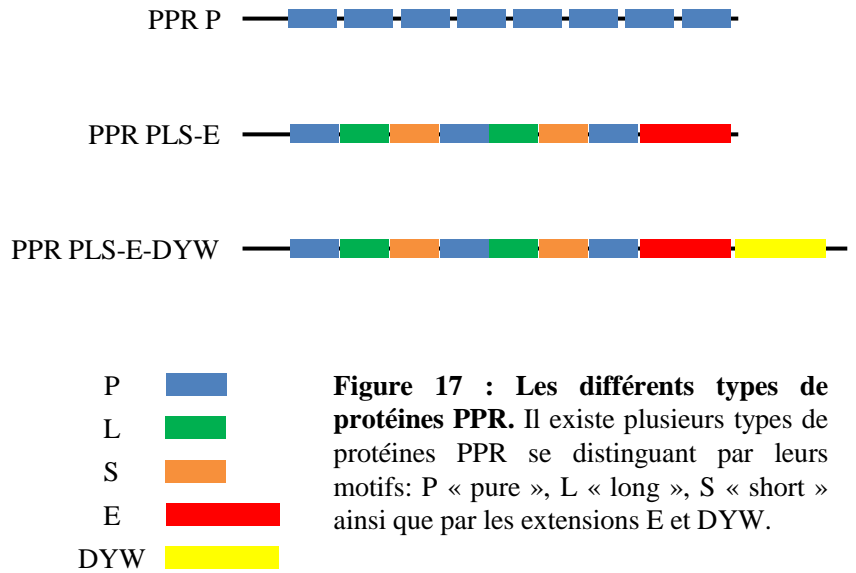 PPR P
PPR PLS-E
PPR PLS-E-DYW
P
L
S
E
DYW
Figure 17 : Les différents types de
protéines PPR. Il existe plusieurs types de
protéines PPR se distinguant par leurs
motifs: P « pure », L « long », S « short »
ainsi que par les extensions E et DYW.